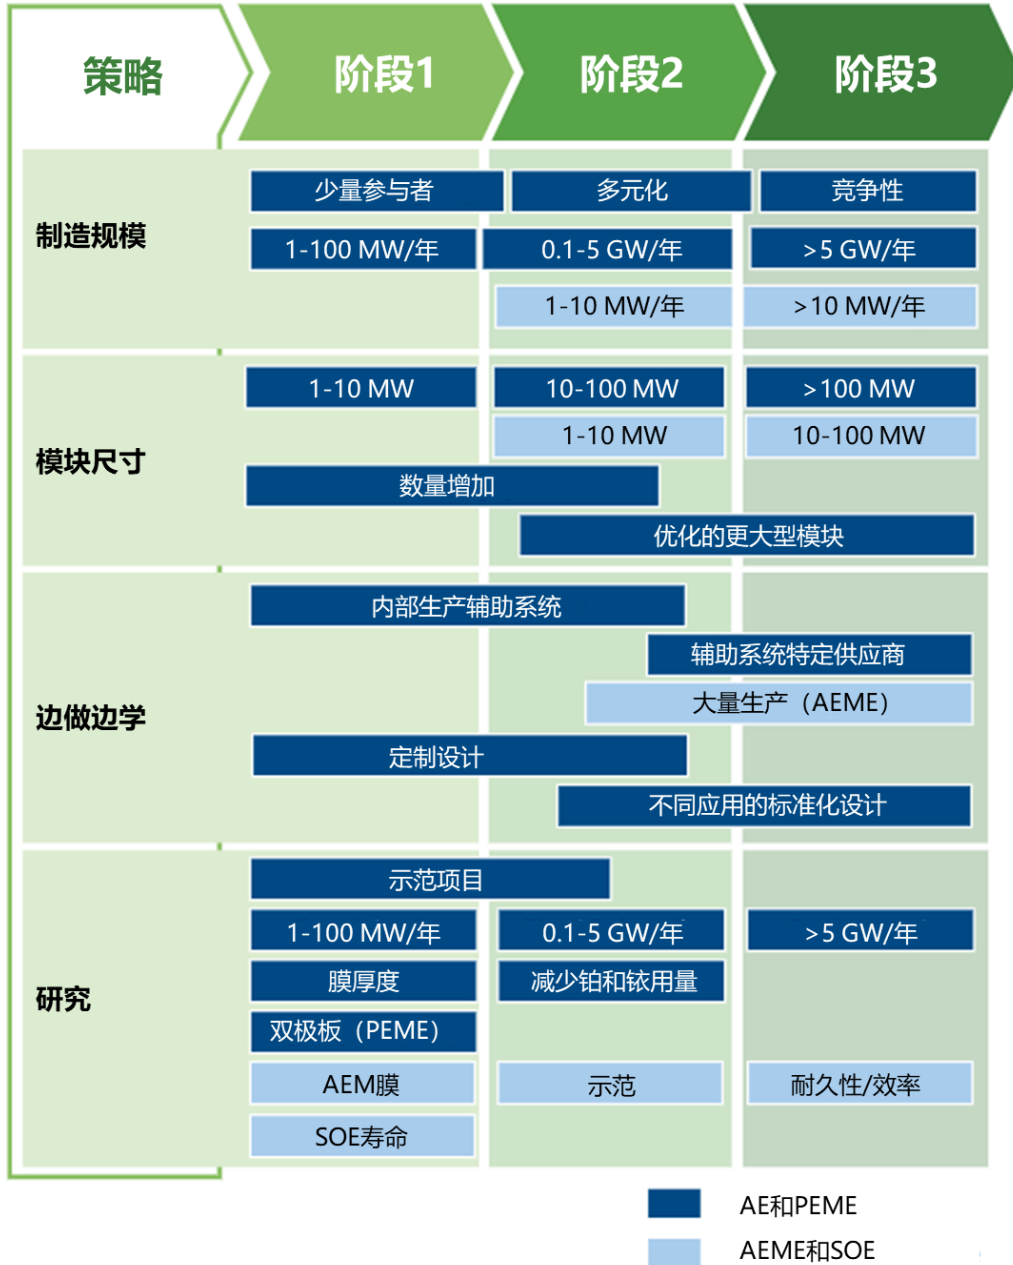 策略
阶段1
阶段2
阶段3
制造规模
少量参与者
多元化
竞争性
1-100 MW/年
0.1-5 GW/年
>5 GW/年
1-10 MW/年
>10 MW/年
模块尺寸
1-10 MW
10-100 MW
>100 MW
1-10 MW
10-100 MW
数量增加
优化的更大型模块
边做边学
内部生产辅助系统
辅助系统特定供应商
大量生产（AEME）
定制设计
不同应用的标准化设计
研究
示范项目
1-100 MW/年
0.1-5 GW/年
>5 GW/年
膜厚度
减少铂和铱用量
双极板（PEME）
AEM膜
示范
耐久性/效率
SOE寿命
AE和PEME
AEME和SOE